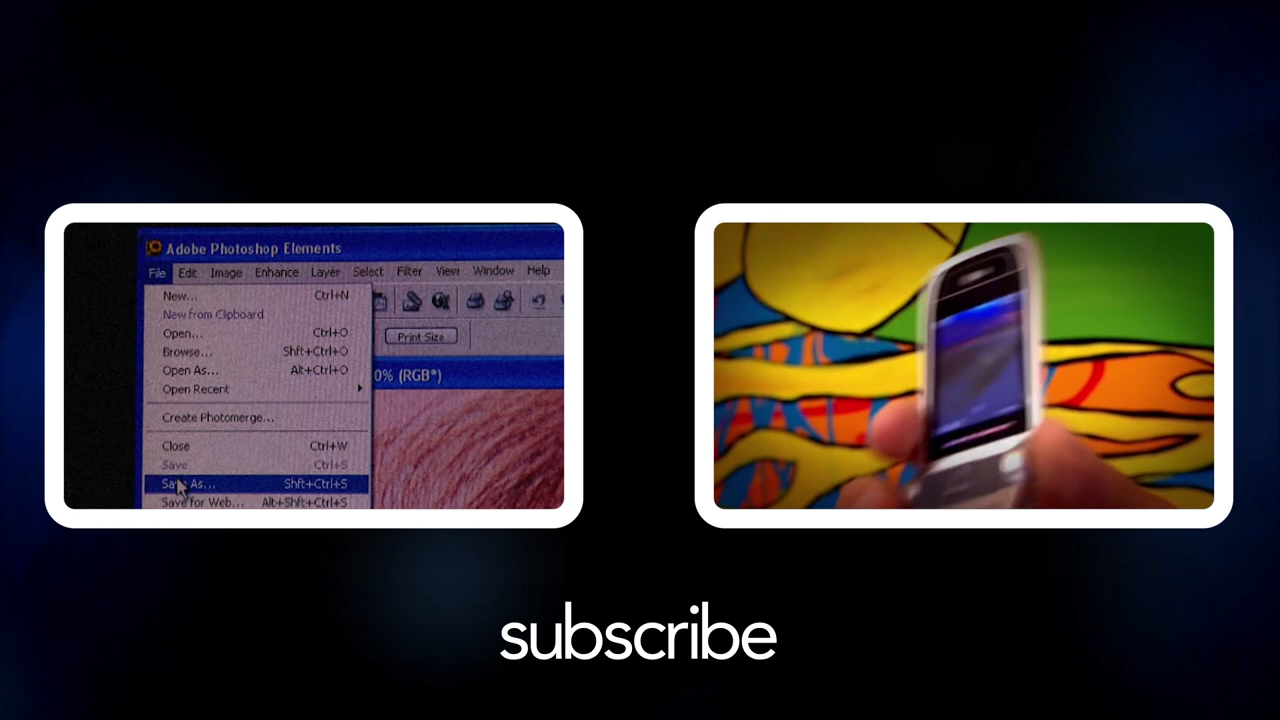 Adobe Photoshop Elements
File Edit Image Enhance Layer Select Filter View Window Help
New... Ctrl+N
New from Clipboard
Open... Ctrl+O
Print Size
Browse... Shft+Ctrl+O
Open As... Alt+Ctrl+O
0% (RGB*)
Open Recent
Create Photomerge...
Close Ctrl+W
Save Ctrl+S
Save As... Shft+Ctrl+S
Save for Web... Alt+Shft+Ctrl+S
subscribe